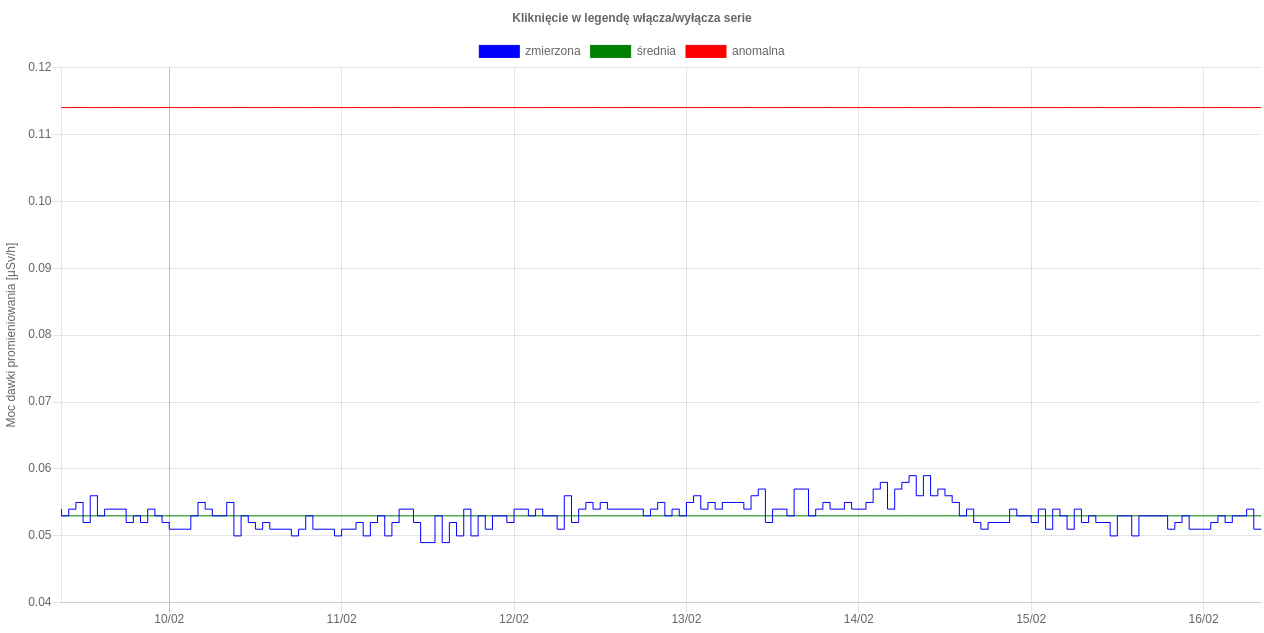 Kliknięcie w legendę włącza/wyłącza serie
zmierzona średnia anomalna
Moc dawki promieniowania [µSv/h]
0.12
0.11
0.10
0.09
0.08
0.07
0.06
0.05
0.04
10/02 11/02 12/02 13/02 14/02 15/02 16/02